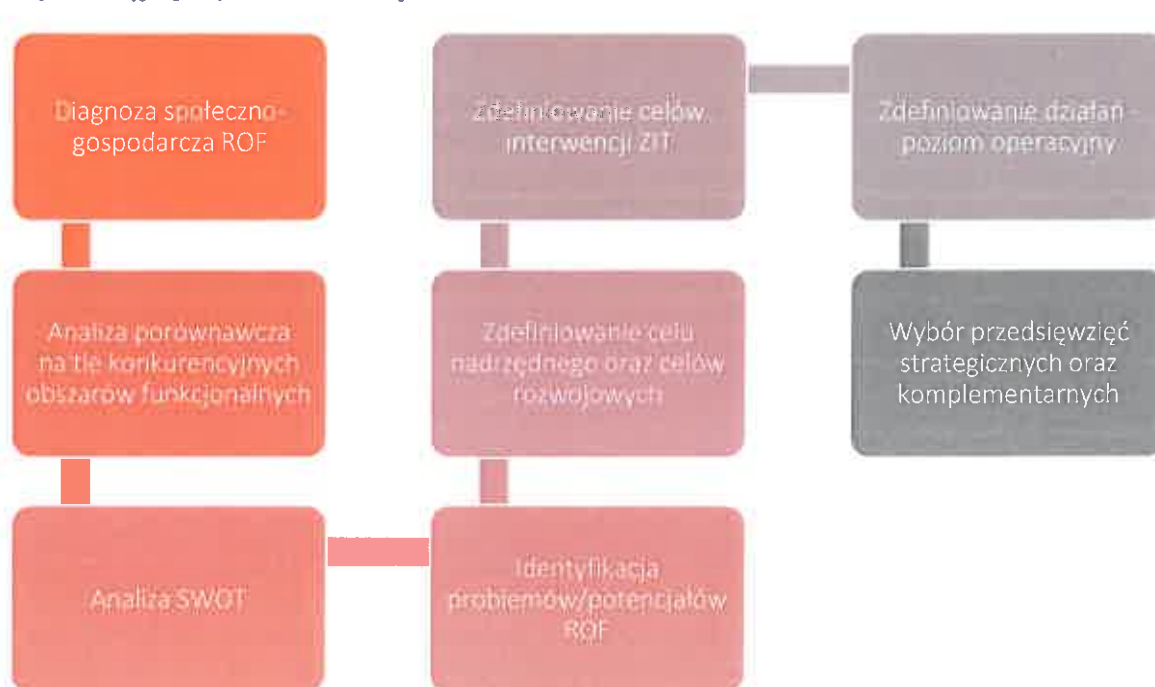 Diagnoza społeczno-
gospodarcza ROF
Analiza porównawcza
na tle konkurencyjnych
obszarów funkcjonalnych
Analiza SWOT
Identyfikacja
problemów/potencjałów
ROF
Zdefiniowanie celu
nadrzędnego oraz celów
rozwojowych
Zdefiniowanie celów
interwencji ZIT
Zdefiniowanie działań -
poziom operacyjny
Wybór przedsięwzięć
strategicznych oraz
komplementarnych